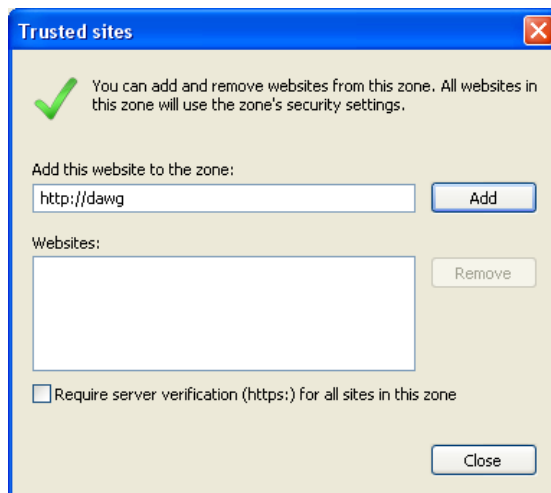 Trusted sites
You can add and remove websites from this zone. All websites in
this zone will use the zone's security settings.
Add this website to the zone:
http://dawg
Add
Websites:
Remove
Require server verification (https:) for all sites in this zone
Close